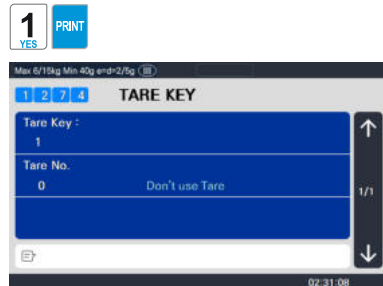 1
YES
PRINT
Max 6/15kg Min 40g e=d=2/5g (III)
1 2 7 4 TARE KEY
Tare Key :
1
Tare No.
0 Don't use Tare
1/1
02:31:08